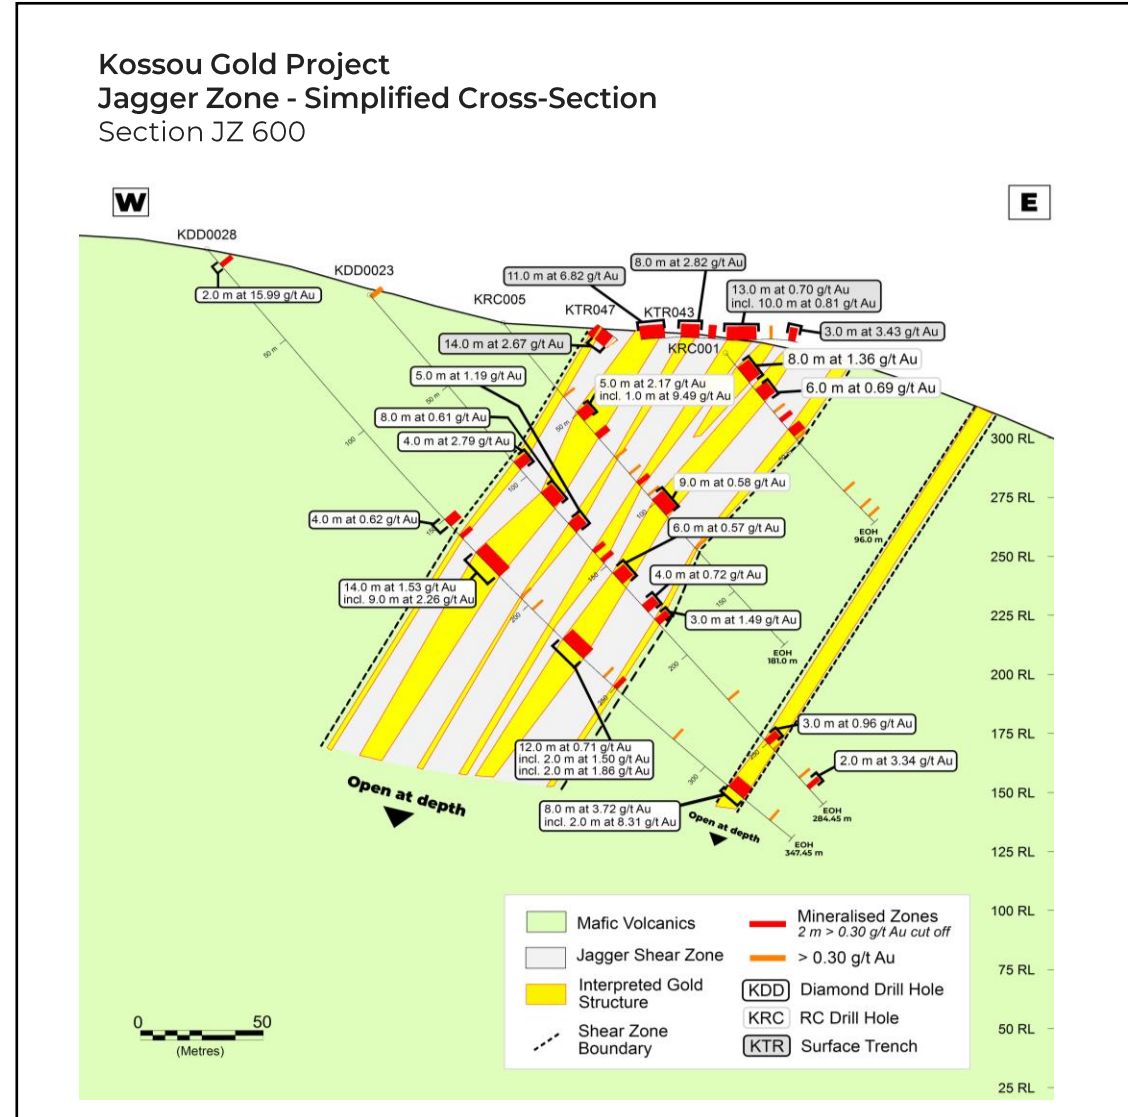 Kossou Gold Project
Jagger Zone - Simplified Cross-Section
Section JZ 600
W
E
KDD0028
KDD0023
KRC005
KTR047
KTR043
KRC001
2.0 m at 15.99 g/t Au
11.0 m at 6.82 g/t Au
8.0 m at 2.82 g/t Au
13.0 m at 0.70 g/t Au
incl. 10.0 m at 0.81 g/t Au
3.0 m at 3.43 g/t Au
14.0 m at 2.67 g/t Au
8.0 m at 1.36 g/t Au
6.0 m at 0.69 g/t Au
5.0 m at 1.19 g/t Au
5.0 m at 2.17 g/t Au
incl. 1.0 m at 9.49 g/t Au
8.0 m at 0.61 g/t Au
4.0 m at 2.79 g/t Au
9.0 m at 0.58 g/t Au
4.0 m at 0.62 g/t Au
6.0 m at 0.57 g/t Au
14.0 m at 1.53 g/t Au
incl. 9.0 m at 2.26 g/t Au
4.0 m at 0.72 g/t Au
3.0 m at 1.49 g/t Au
12.0 m at 0.71 g/t Au
incl. 2.0 m at 1.50 g/t Au
incl. 2.0 m at 1.86 g/t Au
3.0 m at 0.96 g/t Au
2.0 m at 3.34 g/t Au
8.0 m at 3.72 g/t Au
incl. 2.0 m at 8.31 g/t Au
50 m
100
200
300
50 m
100
150
200
50 m
100
150
EOH
96.0 m
EOH
181.0 m
EOH
284.45 m
EOH
347.45 m
Open at depth
Open at depth
300 RL
275 RL
250 RL
225 RL
200 RL
175 RL
150 RL
125 RL
100 RL
75 RL
50 RL
25 RL
0 50
(Metres)
Mafic Volcanics
Jagger Shear Zone
Interpreted Gold
Structure
Shear Zone
Boundary
Mineralised Zones
2 m > 0.30 g/t Au cut off
> 0.30 g/t Au
KDD Diamond Drill Hole
KRC RC Drill Hole
KTR Surface Trench